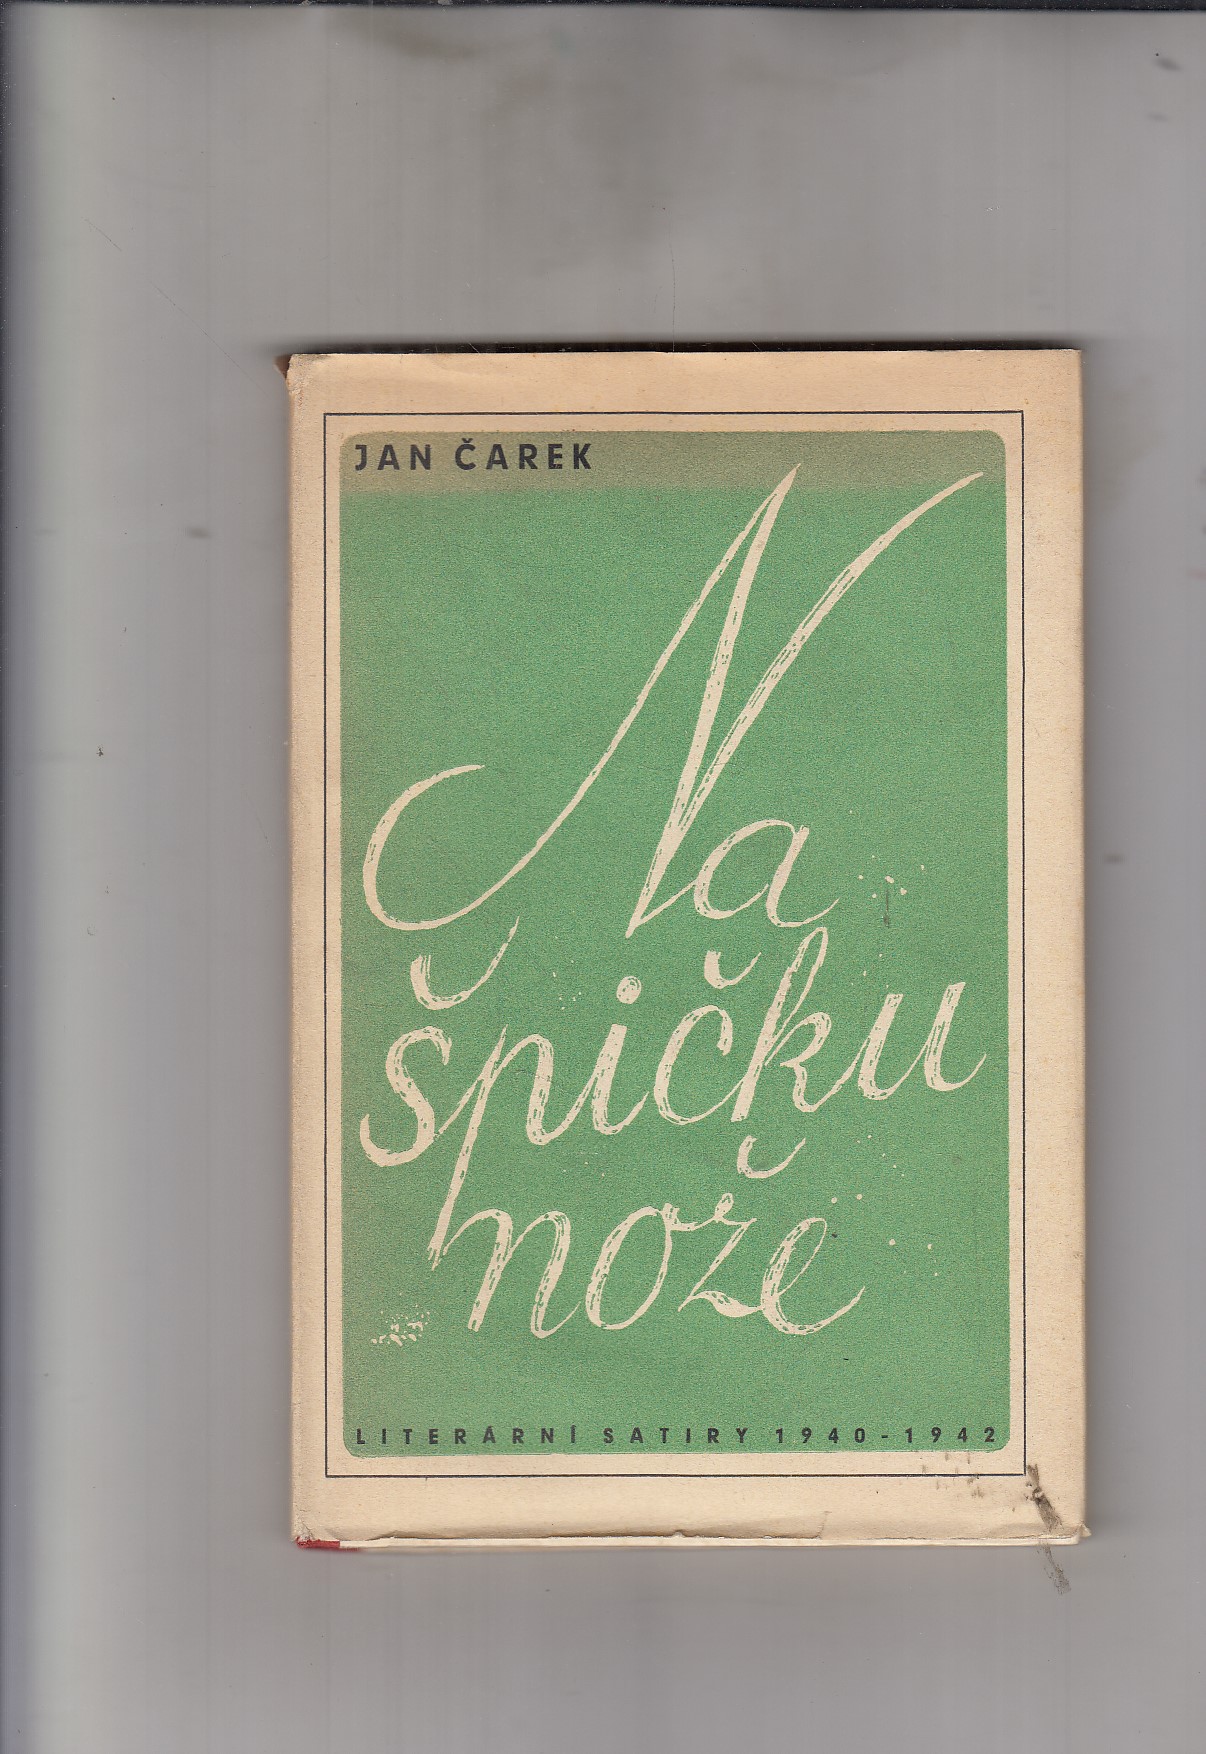 JAN ČAREK
Na
špičku
nože
LITERÁRNÍ SATIRY 1940-1942